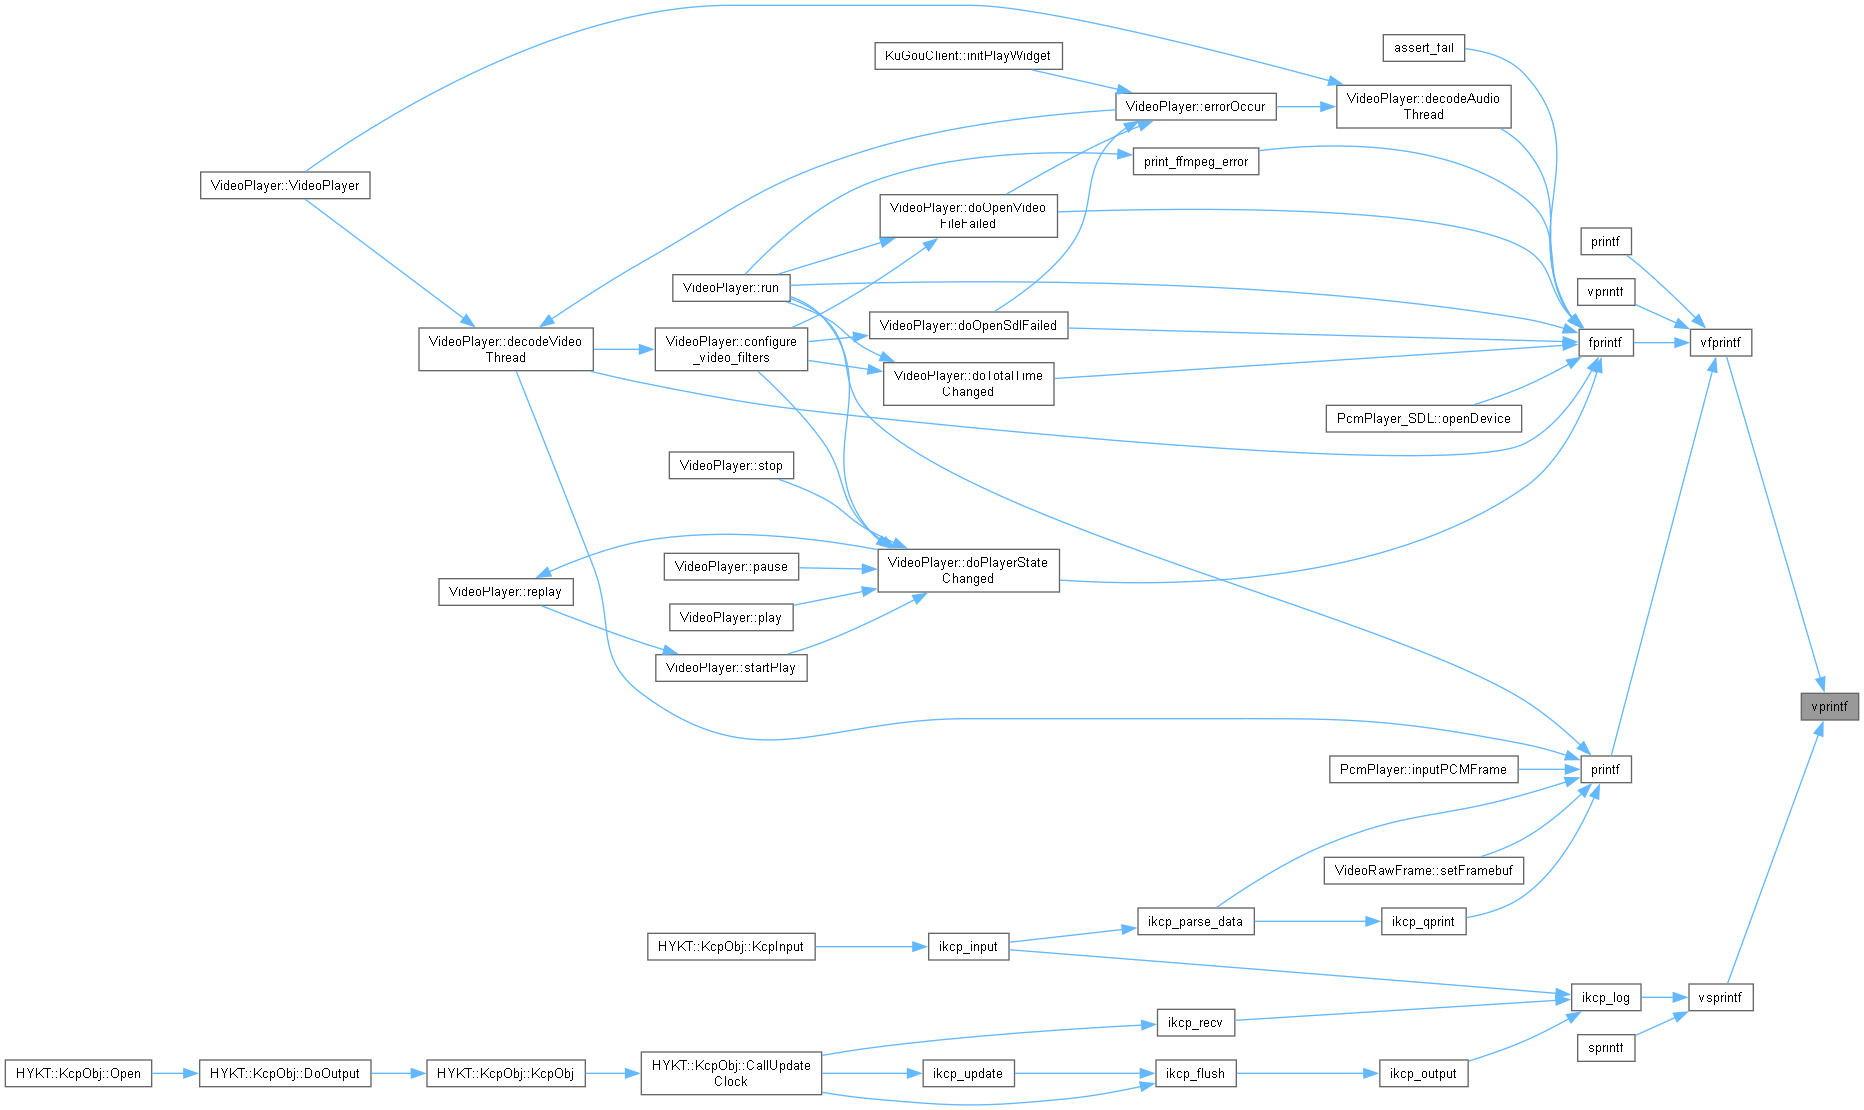 KuGouClient::initPlayWidget
assert_fail
VideoPlayer::decodeAudio
Thread
VideoPlayer::errorOccur
print_ffmpeg_error
VideoPlayer::VideoPlayer
VideoPlayer::doOpenVideo
FileFailed
printf
VideoPlayer::run
vprintf
VideoPlayer::doOpenSdlFailed
VideoPlayer::decodeVideo
Thread
VideoPlayer::configure
_video_filters
fprintf
vfprintf
VideoPlayer::doTotalTime
Changed
PcmPlayer_SDL::openDevice
VideoPlayer::stop
VideoPlayer::pause
VideoPlayer::doPlayerState
Changed
VideoPlayer::replay
VideoPlayer::play
VideoPlayer::startPlay
vprintf
PcmPlayer::inputPCMFrame
printf
VideoRawFrame::setFramebuf
ikcp_parse_data
ikcp_qprint
HYKT::KcpObj::KcpInput
ikcp_input
ikcp_log
vsprintf
ikcp_recv
sprintf
HYKT::KcpObj::Open
HYKT::KcpObj::DoOutput
HYKT::KcpObj::KcpObj
HYKT::KcpObj::CallUpdate
Clock
ikcp_update
ikcp_flush
ikcp_output